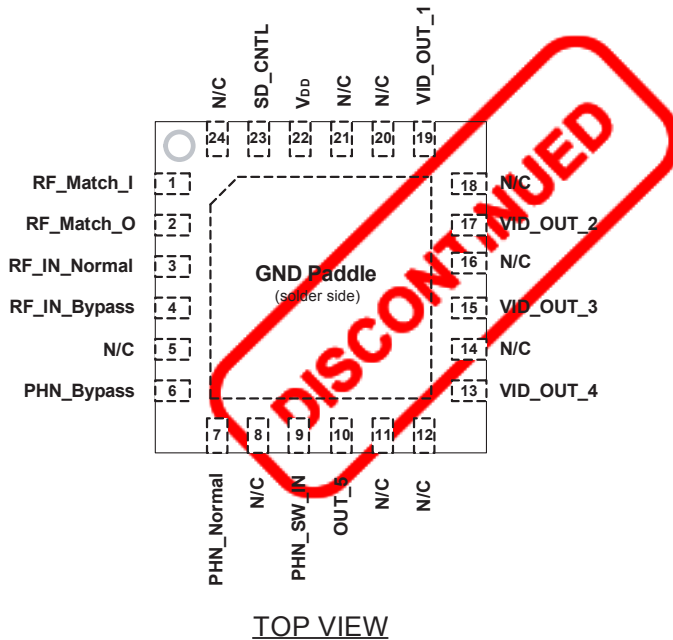 N/C
SD_CNTL
VDD
N/C
N/C
VID_OUT_1
24
23
22
21
20
19
RF_Match_I
1
18
N/C
RF_Match_O
2
17
VID_OUT_2
RF_IN_Normal
3
16
N/C
GND Paddle
(solder side)
RF_IN_Bypass
4
15
VID_OUT_3
N/C
5
14
N/C
PHN_Bypass
6
13
VID_OUT_4
7
8
9
10
11
12
PHN_Normal
N/C
PHN_SW_IN
OUT_5
N/C
N/C
DISCONTINUED
TOP VIEW